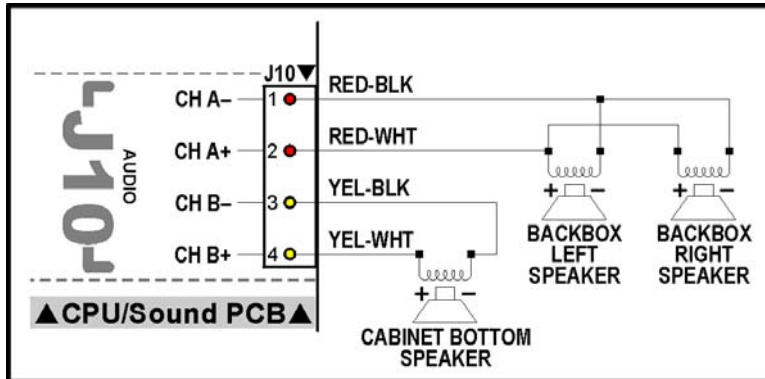 J10▼
CH A– 1 RED-BLK
CH A+ 2 RED-WHT
CH B– 3 YEL-BLK
CH B+ 4 YEL-WHT
J10
AUDIO
▲CPU/Sound PCB▲
+ –
BACKBOX
LEFT
SPEAKER
+ –
BACKBOX
RIGHT
SPEAKER
+ –
CABINET BOTTOM
SPEAKER